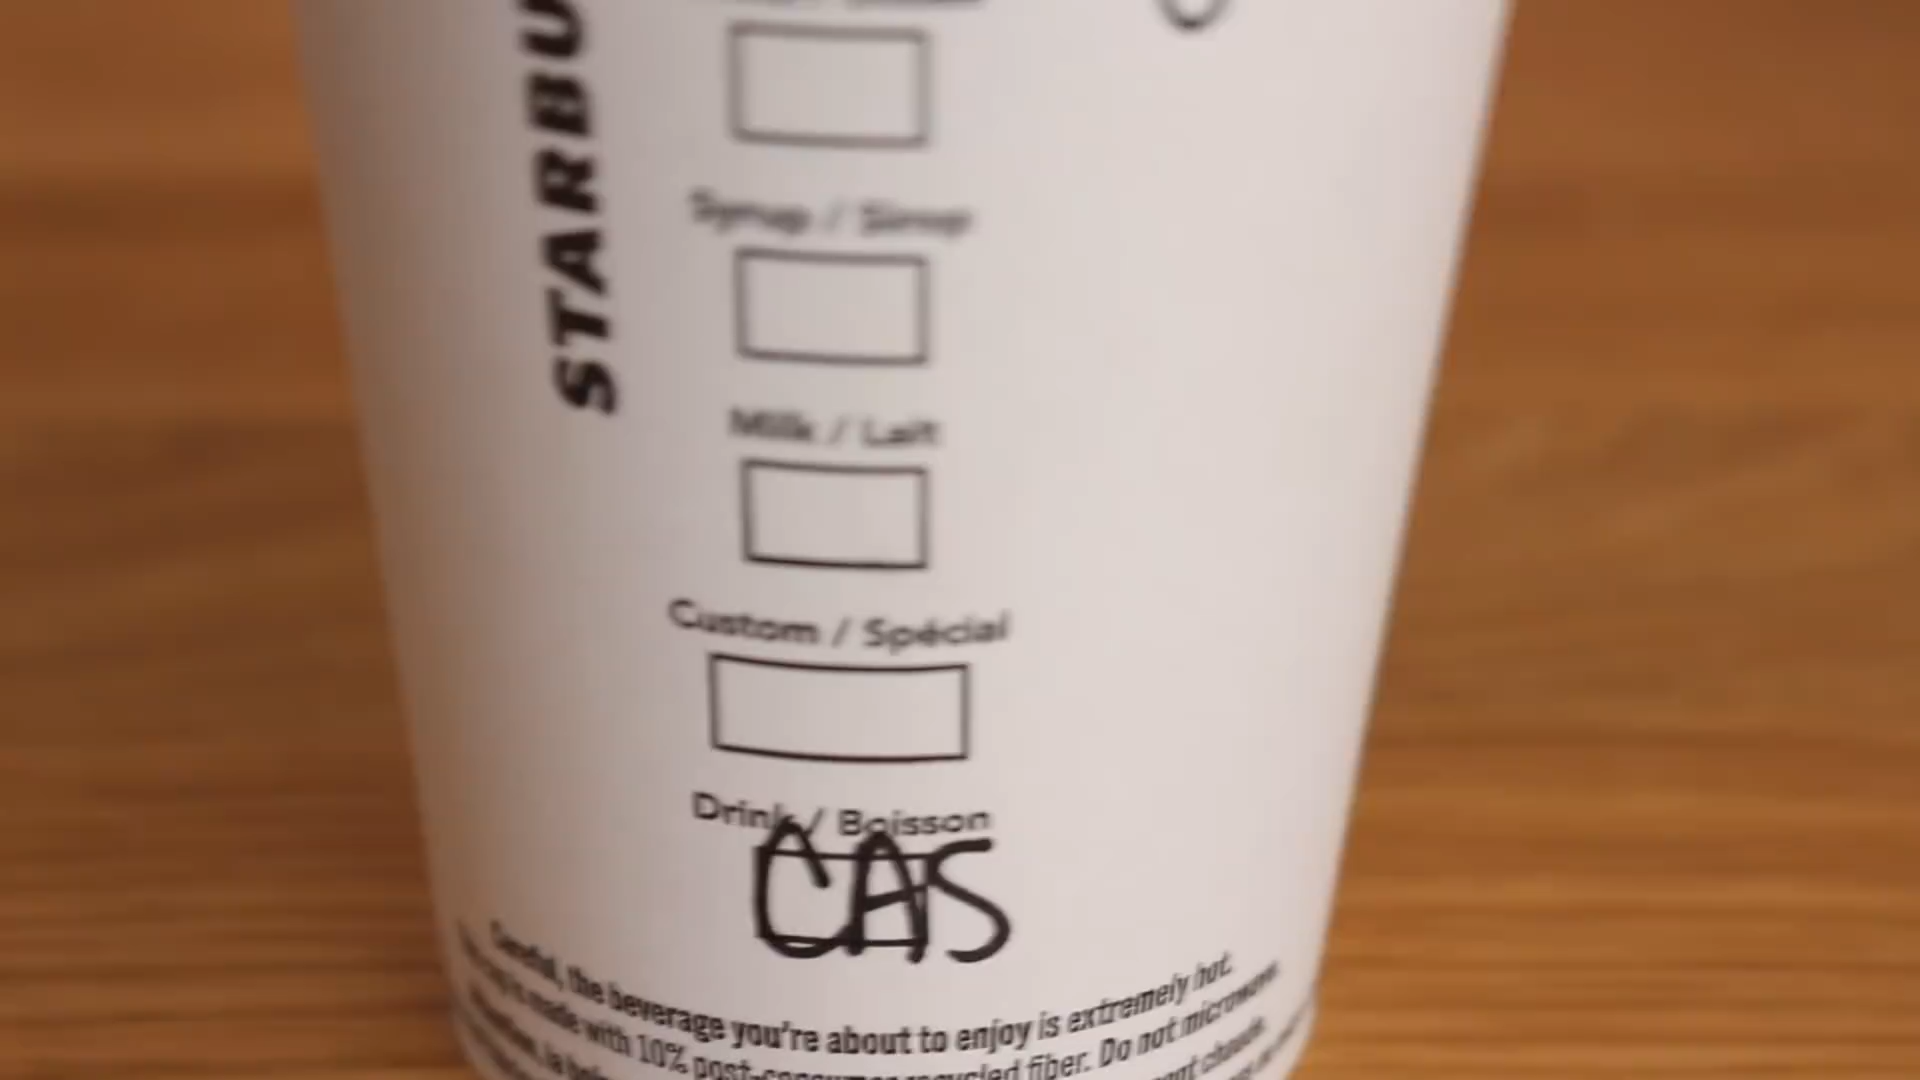 STARBU
Syrup / Sirop
Milk / Lait
Custom / Spécial
Drink / Boisson
CAS
Careful, the beverage you're about to enjoy is extremely hot.
made with 10% post-consumer recycled fiber. Do not microwave.